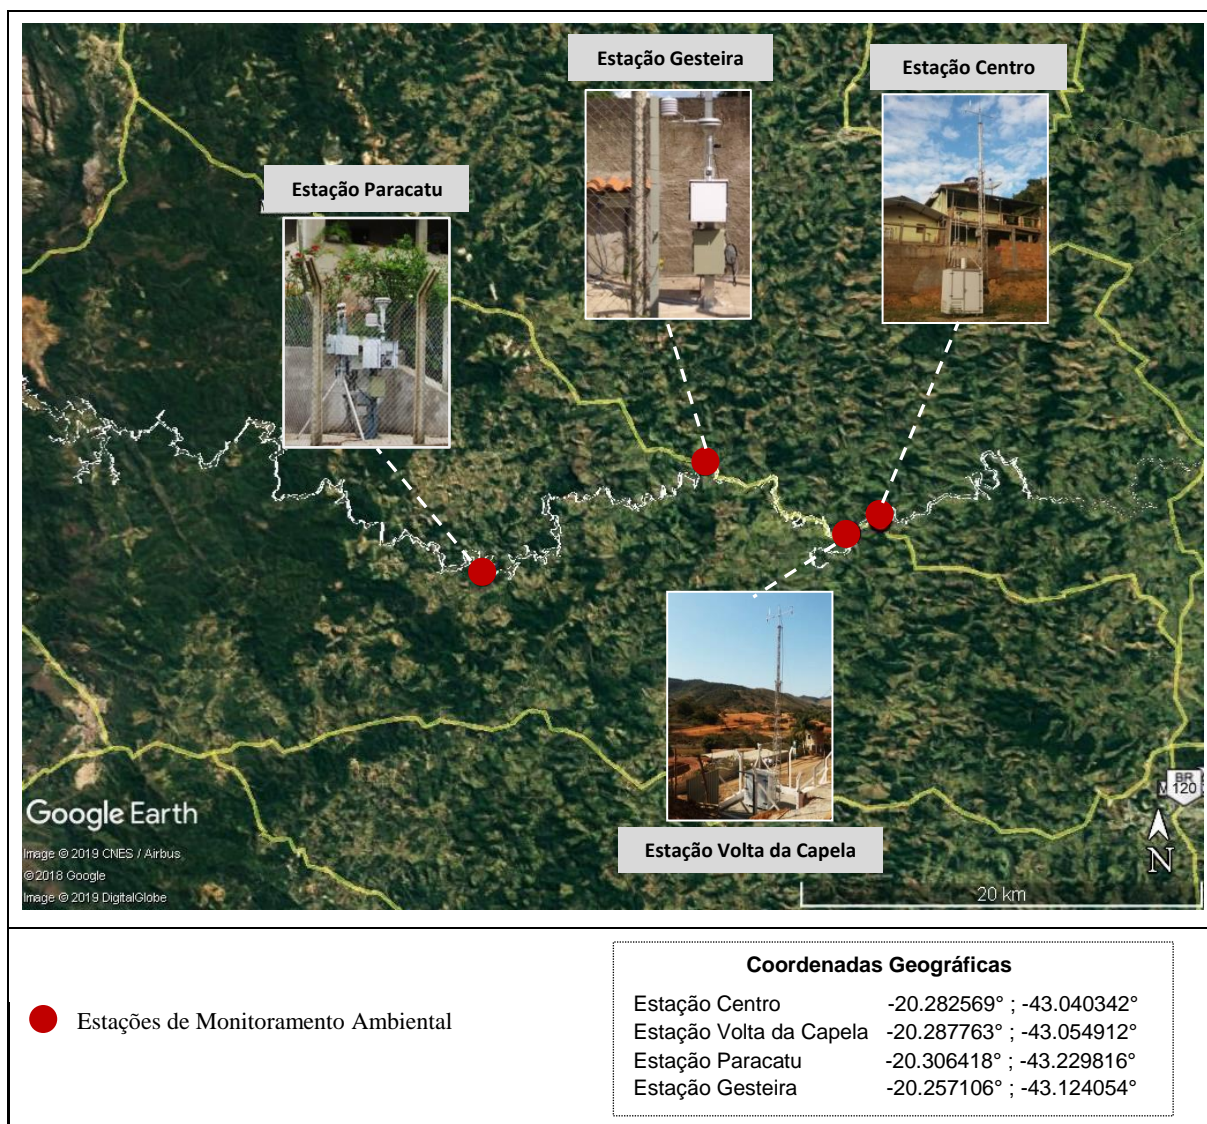 Estação Gesteira
Estação Centro
Estação Paracatu
Estação Volta da Capela
BR
120
N
20 km
Google Earth
Image © 2019 CNES / Airbus
©2018 Google
Image © 2019 DigitalGlobe
Estações de Monitoramento Ambiental
Coordenadas Geográficas
Estação Centro -20.282569° ; -43.040342°
Estação Volta da Capela -20.287763° ; -43.054912°
Estação Paracatu -20.306418° ; -43.229816°
Estação Gesteira -20.257106° ; -43.124054°